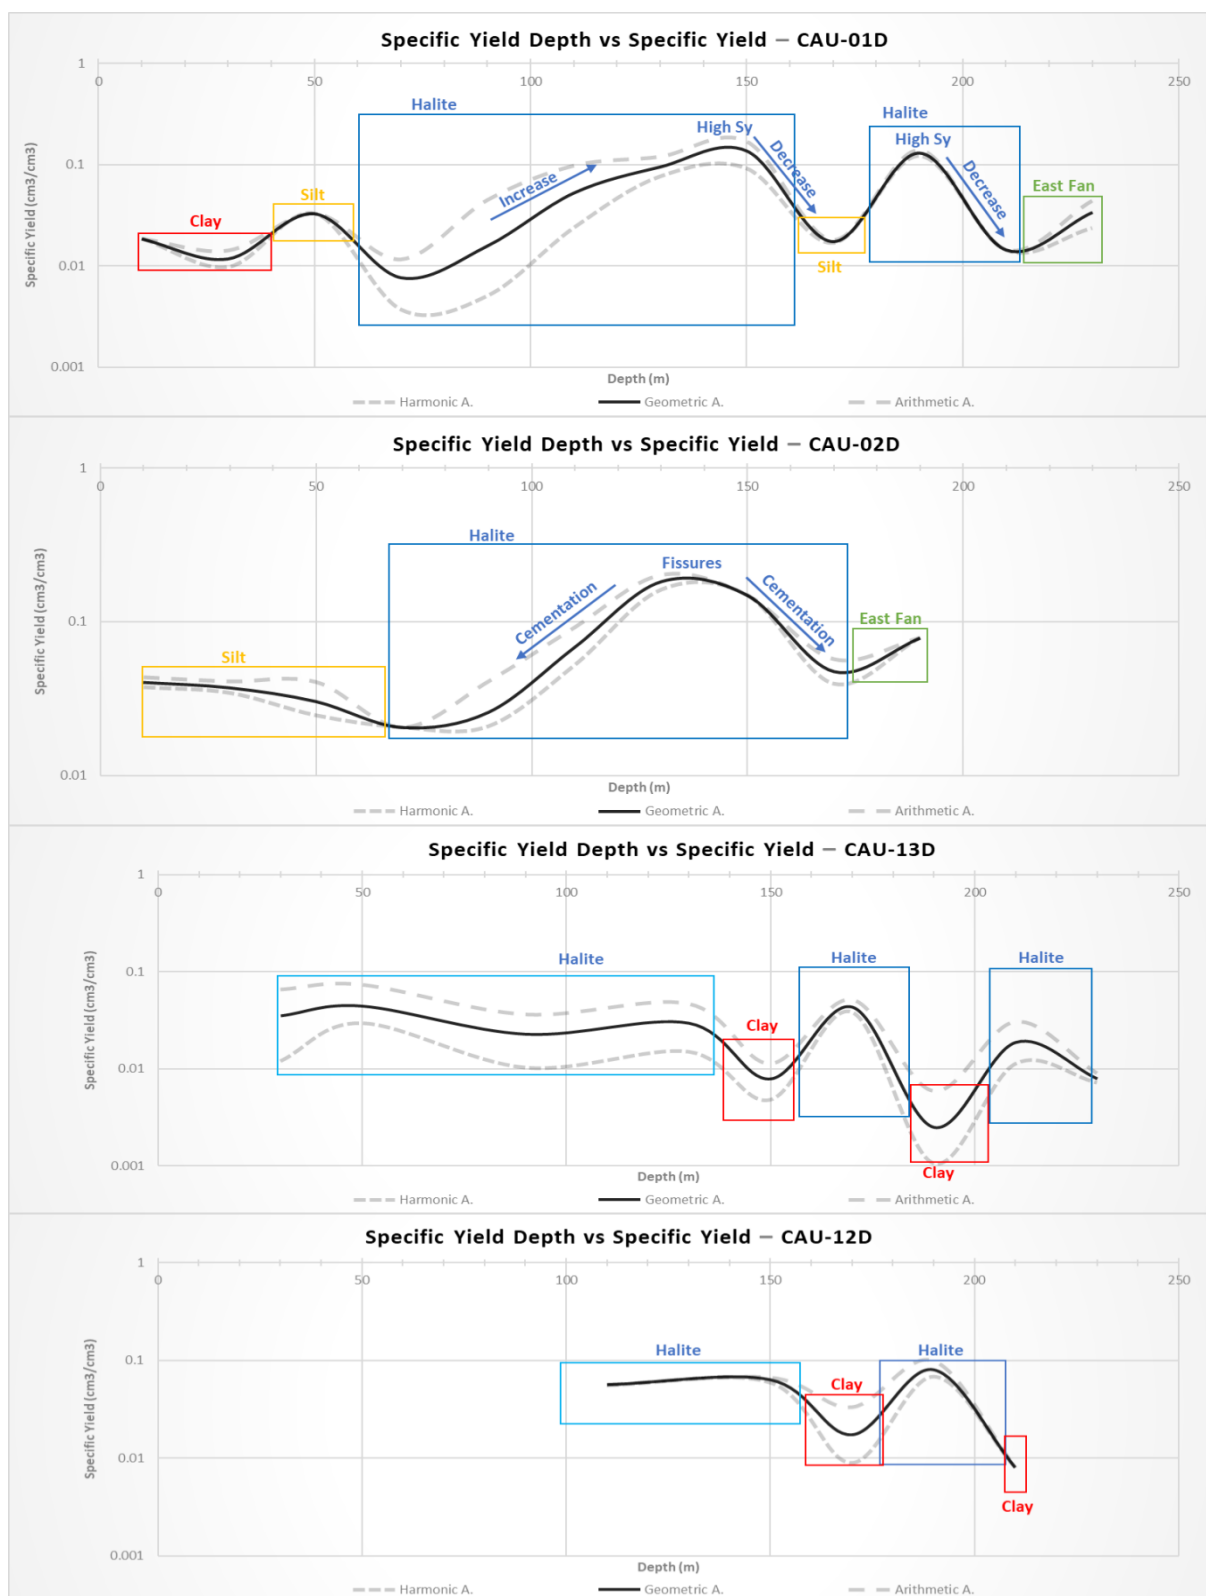 Specific Yield Depth vs Specific Yield – CAU-01D
1
0 50 100 150 200 250
Halite
High Sy
Halite
High Sy
0.1
Decrease
Increase
Decrease
East Fan
Silt
Clay
0.01
Silt
0.001
Specific Yield (cm3/cm3)
Depth (m)
Harmonic A. Geometric A. Arithmetic A.
Specific Yield Depth vs Specific Yield – CAU-02D
1
0 50 100 150 200 250
Halite
Fissures
Cementation
Cementation
0.1
East Fan
Silt
0.01
Specific Yield (cm3/cm3)
Depth (m)
Harmonic A. Geometric A. Arithmetic A.
Specific Yield Depth vs Specific Yield – CAU-13D
1
0 50 100 150 200 250
Halite
Halite
Halite
0.1
Clay
0.01
0.001
Clay
Specific Yield (cm3/cm3)
Depth (m)
Harmonic A. Geometric A. Arithmetic A.
Specific Yield Depth vs Specific Yield – CAU-12D
1
0 50 100 150 200 250
Halite
Halite
0.1
Clay
0.01
Clay
0.001
Specific Yield (cm3/cm3)
Depth (m)
Harmonic A. Geometric A. Arithmetic A.